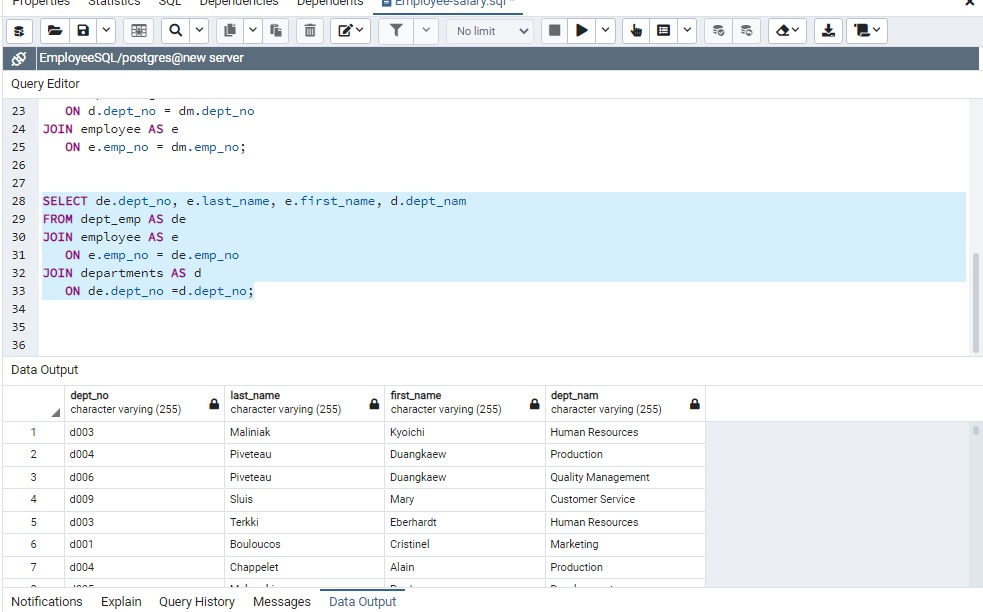 Properties Statistics SQL Dependencies Dependents Employee-salary.sql *
No limit
EmployeeSQL/postgres@new server
Query Editor
23 ON d.dept_no = dm.dept_no
24 JOIN employee AS e
25 ON e.emp_no = dm.emp_no;
26
27
28 SELECT de.dept_no, e.last_name, e.first_name, d.dept_nam
29 FROM dept_emp AS de
30 JOIN employee AS e
31 ON e.emp_no = de.emp_no
32 JOIN departments AS d
33 ON de.dept_no =d.dept_no;
34
35
36
Data Output
dept_no last_name first_name dept_nam
character varying (255) character varying (255) character varying (255) character varying (255)
1 d003 Maliniak Kyoichi Human Resources
2 d004 Piveteau Duangkaew Production
3 d006 Piveteau Duangkaew Quality Management
4 d009 Sluis Mary Customer Service
5 d003 Terkki Eberhardt Human Resources
6 d001 Bouloucos Cristinel Marketing
7 d004 Chappelet Alain Production
Notifications Explain Query History Messages Data Output